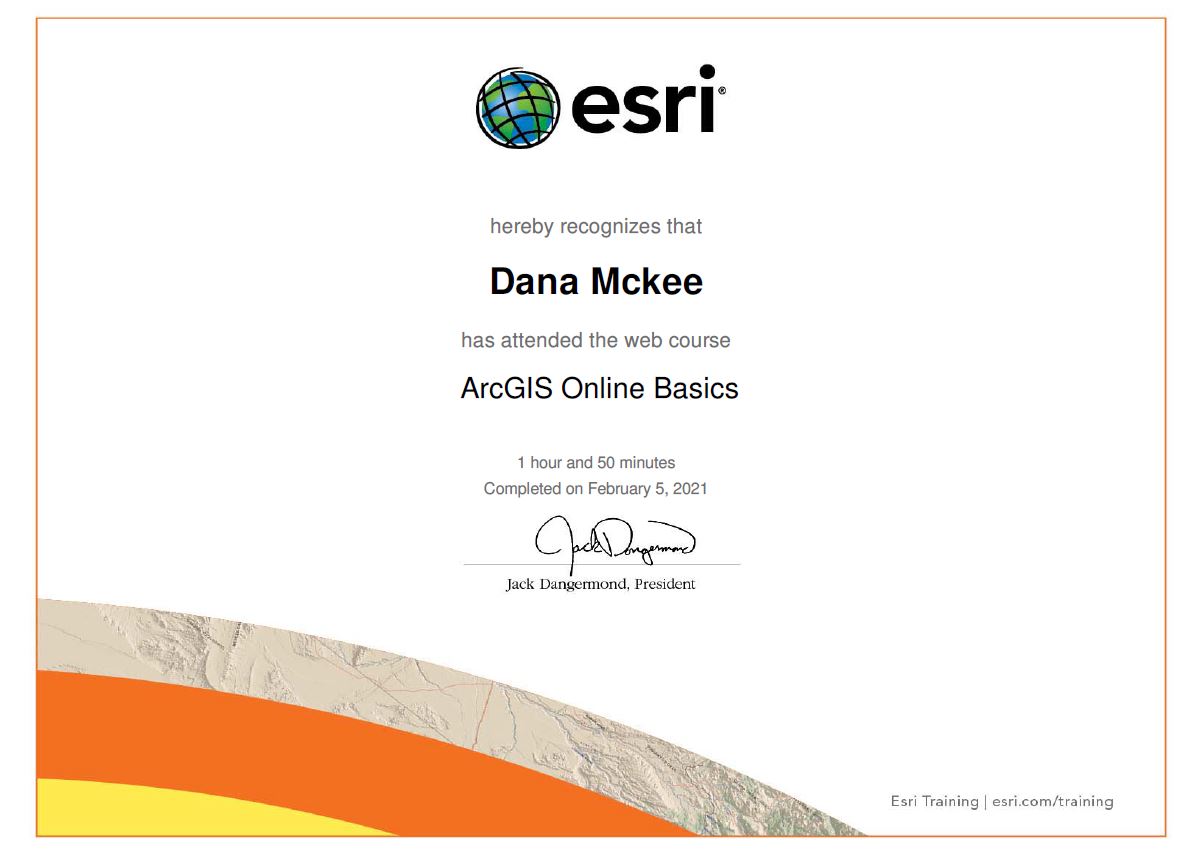 esri®
hereby recognizes that
Dana Mckee
has attended the web course
ArcGIS Online Basics
1 hour and 50 minutes
Completed on February 5, 2021
Jack Dangermond
Jack Dangermond, President
Esri Training | esri.com/training